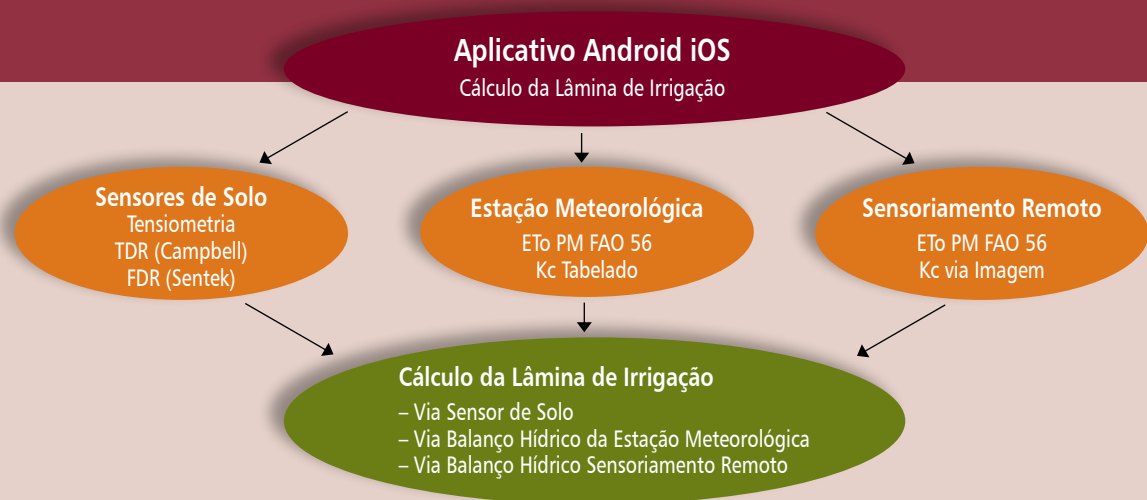 Aplicativo Android iOS
Cálculo da Lâmina de Irrigação
Sensores de Solo
Tensiometria
TDR (Campbell)
FDR (Sentek)
Estação Meteorológica
ETo PM FAO 56
Kc Tabelado
Sensoriamento Remoto
ETo PM FAO 56
Kc via Imagem
Cálculo da Lâmina de Irrigação
– Via Sensor de Solo
– Via Balanço Hídrico da Estação Meteorológica
– Via Balanço Hídrico Sensoriamento Remoto